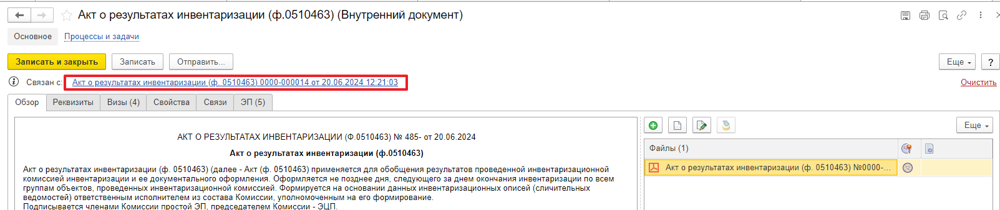 Акт о результатах инвентаризации (ф.0510463) (Внутренний документ)
Основное Процессы и задачи
Записать и закрыть Записать Отправить... Еще ?
Связан с: Акт о результатах инвентаризации (ф. 0510463) 0000-000014 от 20.06.2024 12:21:03 Очистить
Обзор Реквизиты Визы (4) Свойства Связи ЭП (5)
АКТ О РЕЗУЛЬТАТАХ ИНВЕНТАРИЗАЦИИ (Ф.0510463) № 485- от 20.06.2024
Акт о результатах инвентаризации (ф.0510463)
Акт о результатах инвентаризации (ф. 0510463) (далее - Акт (ф. 0510463) применяется для обобщения результатов проведенной инвентаризационной
комиссией инвентаризации и ее документального оформления. Оформляется не позднее дня, следующего за днем окончания инвентаризации по всем
группам объектов, проведенных инвентаризационной комиссией. Формируется на основании данных инвентаризационных описей (сличительных
ведомостей) ответственным исполнителем из состава Комиссии, уполномоченным на его формирование.
Подписывается членами Комиссии простой ЭП, председателем Комиссии - ЭЦП.
Еще
Файлы (1)
Акт о результатах инвентаризации (ф. 0510463) №0000-...